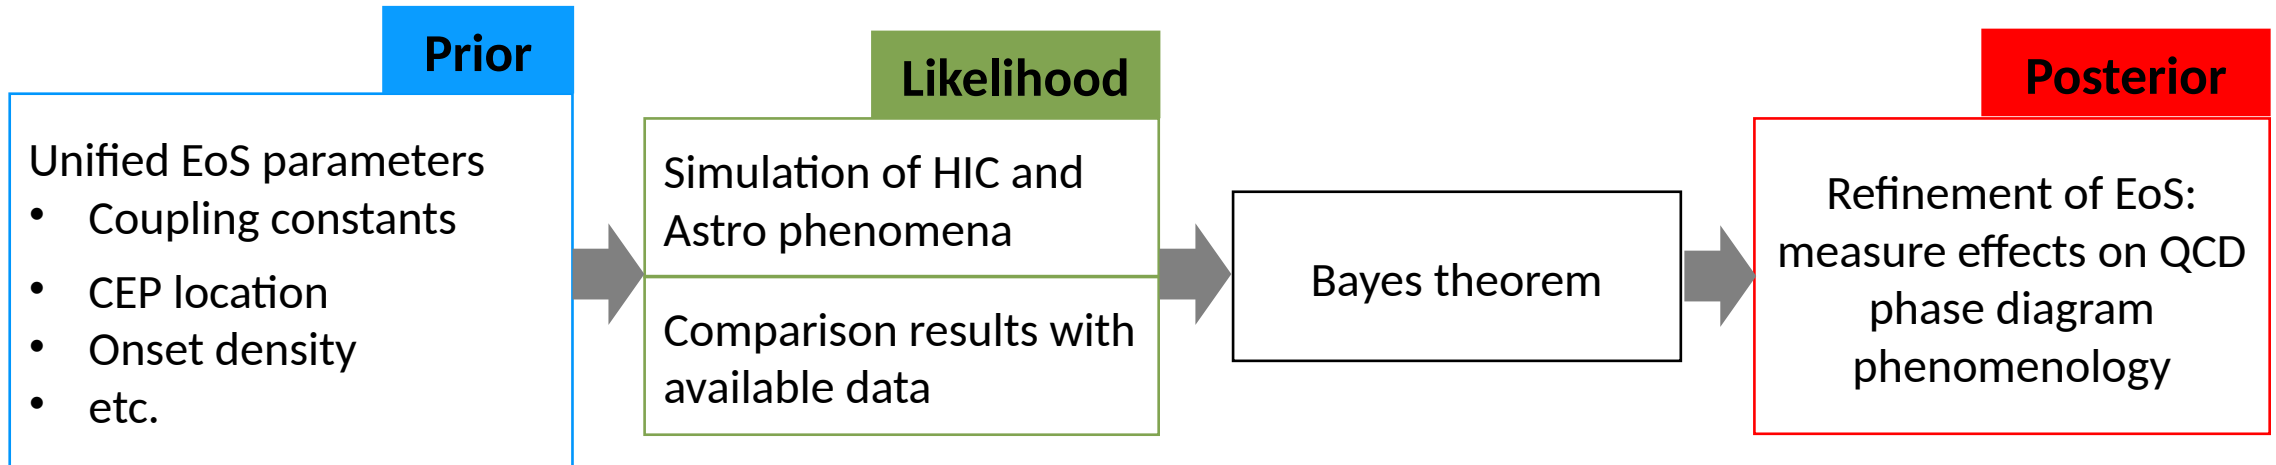 Prior
Unified EoS parameters
• Coupling constants
• CEP location
• Onset density
• etc.
Likelihood
Simulation of HIC and
Astro phenomena
Comparison results with
available data
Bayes theorem
Posterior
Refinement of EoS:
measure effects on QCD
phase diagram
phenomenology